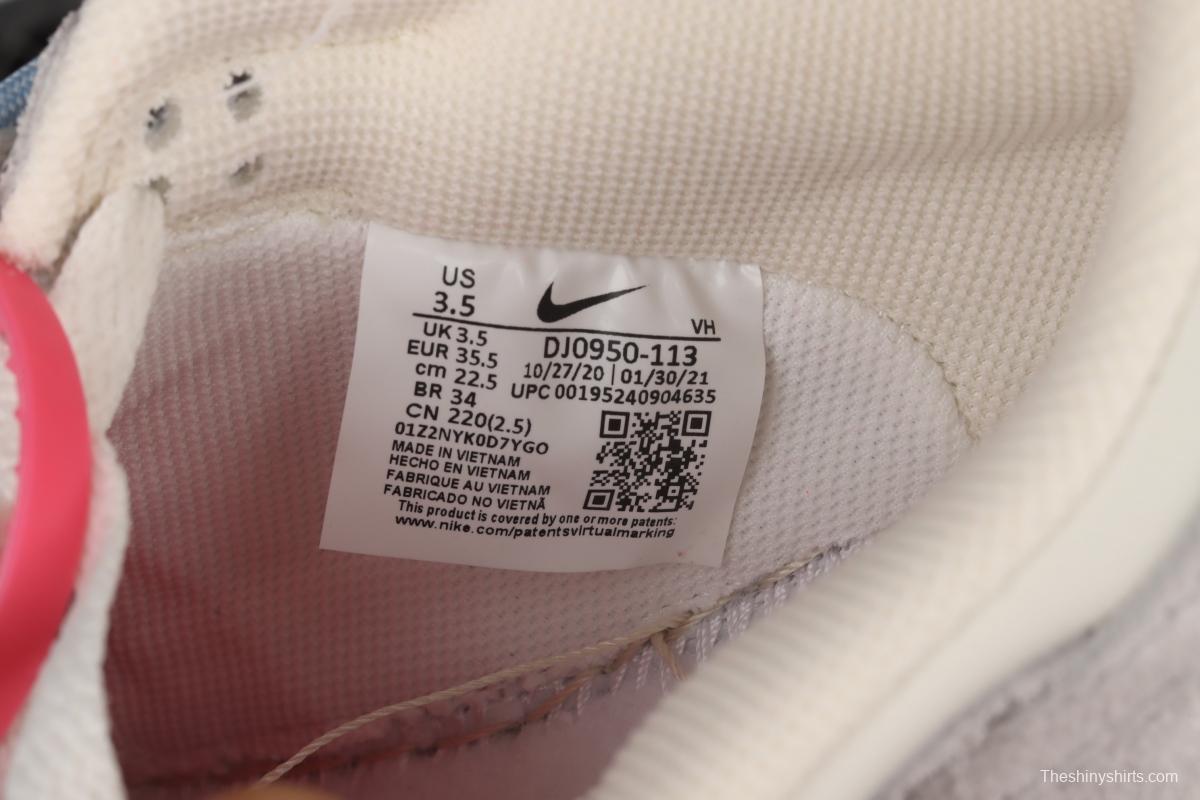 US
3.5
VH
UK 3.5
EUR 35.5
cm 22.5
BR 34
CN 220(2.5)
01Z2NYK0D7YGO
DJ0950-113
10/27/20 | 01/30/21
UPC 00195240904635
MADE IN VIETNAM
HECHO EN VIETNAM
FABRIQUE AU VIETNAM
FABRICADO NO VIETNÃ
This product is covered by one or more patents:
www.nike.com/patentsvirtualmarking
Theshinyshirts.com